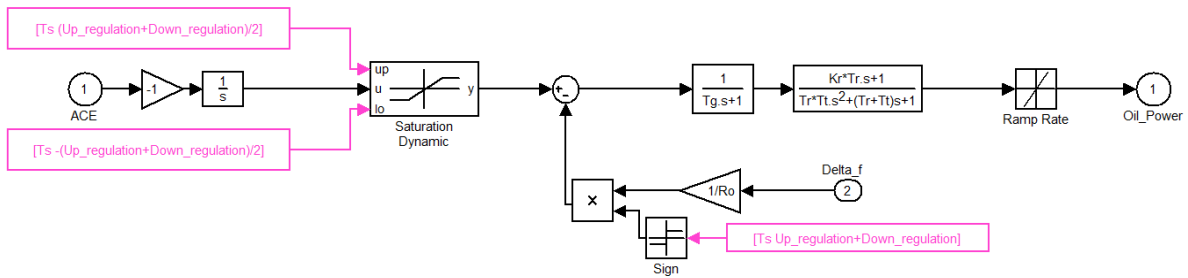 [Ts (Up_regulation+Down_regulation)/2]
1
ACE
-1
1
s
up
u
lo
y
Saturation
Dynamic
[Ts -(Up_regulation+Down_regulation)/2]
+
-
1
Tg.s+1
Kr*Tr.s+1
Tr*Tt.s2+(Tr+Tt)s+1
Ramp Rate
1
Oil_Power
Delta_f
2
1/Ro
×
Sign
[Ts Up_regulation+Down_regulation]